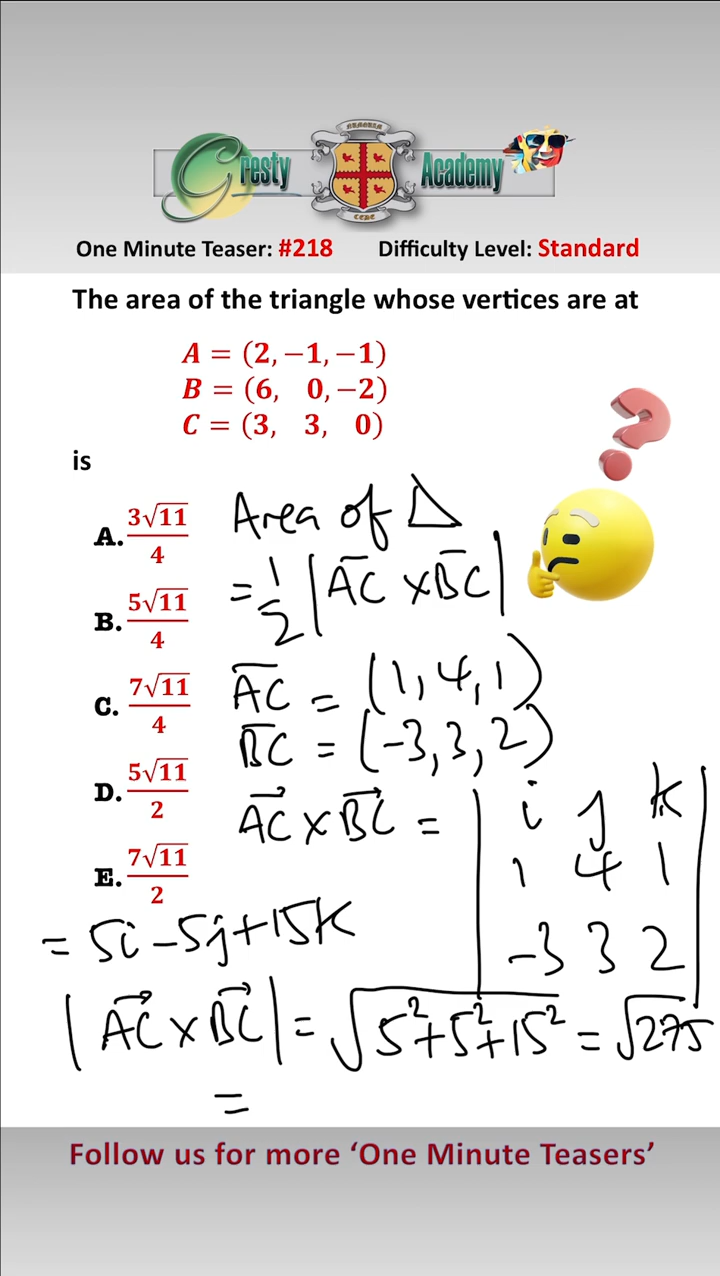 MEMORIA
Cresty Academy
CEDE
One Minute Teaser: #218 Difficulty Level: Standard
The area of the triangle whose vertices are at
A = (2, −1, −1)
B = (6, 0, −2)
C = (3, 3, 0)
is
A. 3√11/4
B. 5√11/4
C. 7√11/4
D. 5√11/2
E. 7√11/2
Area of △
= 1/2 |AC × BC|
AC = (1, 4, 1)
BC = (-3, 3, 2)
AC × BC = | i j k
1 4 1
-3 3 2 |
= 5i - 5j + 15k
|AC × BC| = √5²+5²+15² = √275
=
Follow us for more ‘One Minute Teasers’